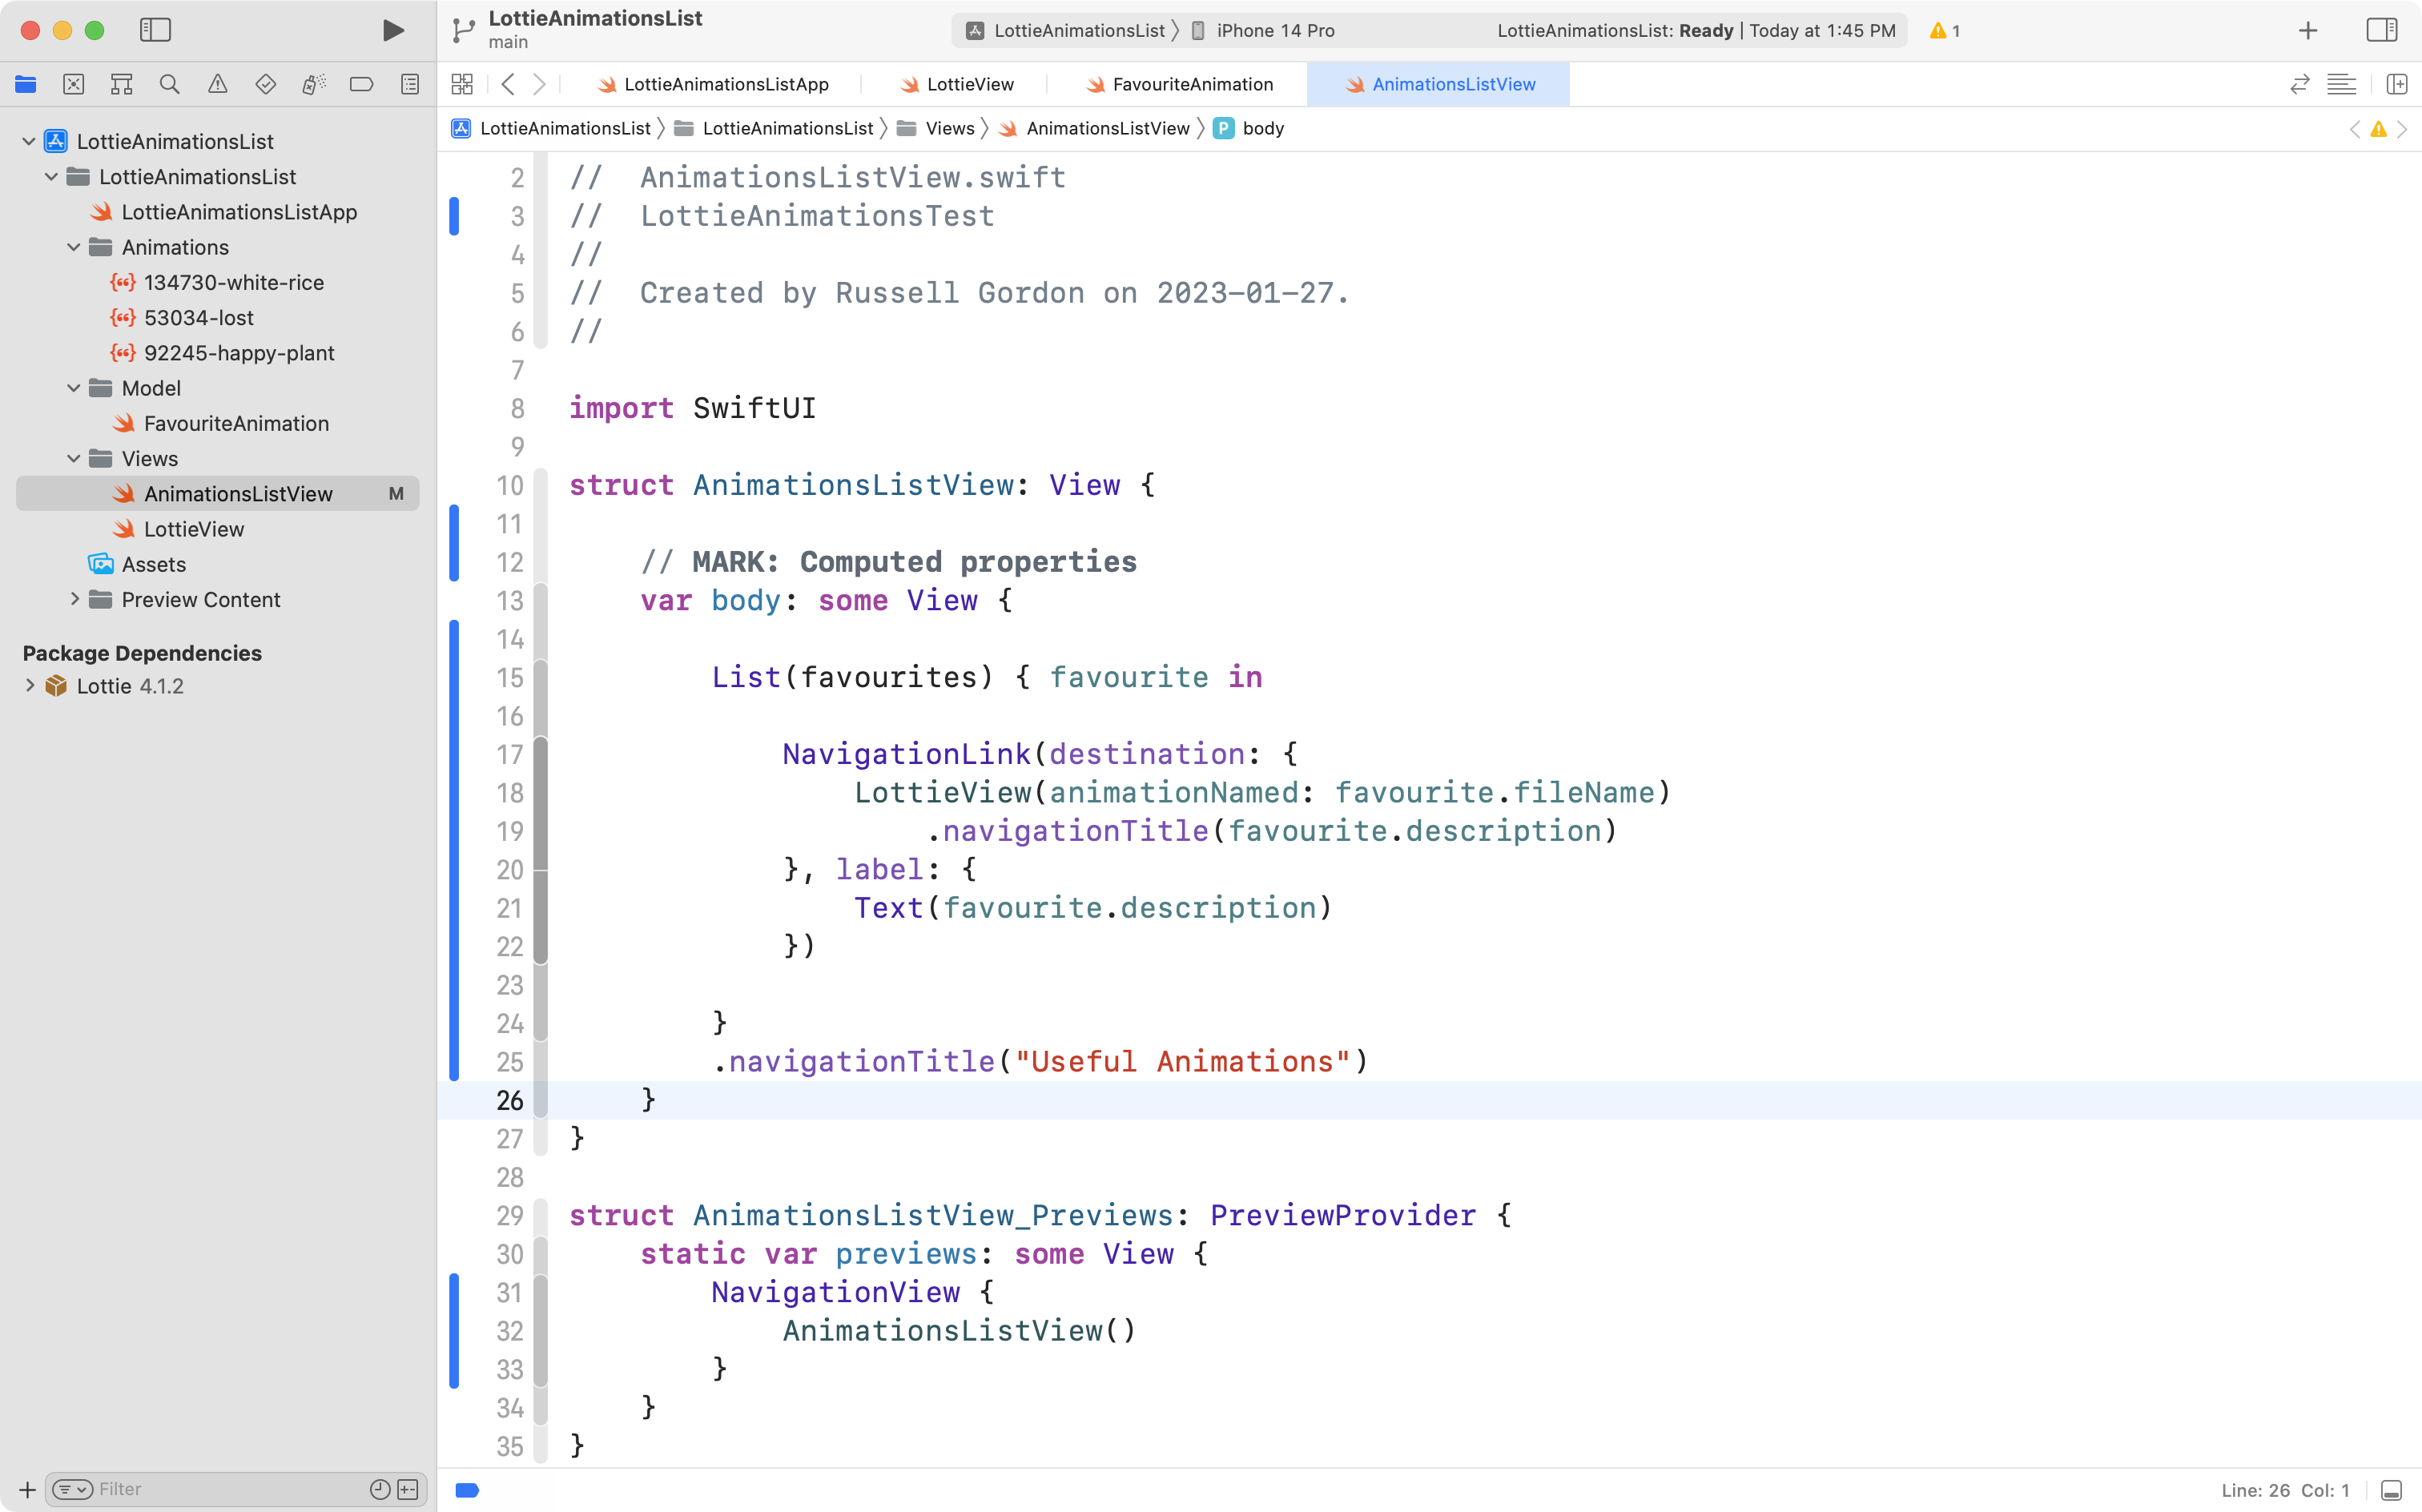 LottieAnimationsList
main
LottieAnimationsList
iPhone 14 Pro
LottieAnimationsList: Ready | Today at 1:45 PM
1
LottieAnimationsListApp
LottieView
FavouriteAnimation
AnimationsListView
LottieAnimationsList
LottieAnimationsList
Views
AnimationsListView
P body
LottieAnimationsList
LottieAnimationsList
LottieAnimationsListApp
Animations
134730-white-rice
53034-lost
92245-happy-plant
Model
FavouriteAnimation
Views
AnimationsListView M
LottieView
Assets
Preview Content
Package Dependencies
Lottie 4.1.2
Filter
2 //  AnimationsListView.swift
3 //  LottieAnimationsTest
4 //
5 //  Created by Russell Gordon on 2023-01-27.
6 //
7
8 import SwiftUI
9
10 struct AnimationsListView: View {
11
12     // MARK: Computed properties
13     var body: some View {
14
15         List(favourites) { favourite in
16
17             NavigationLink(destination: {
18                 LottieView(animationNamed: favourite.fileName)
19                     .navigationTitle(favourite.description)
20             }, label: {
21                 Text(favourite.description)
22             })
23
24         }
25         .navigationTitle("Useful Animations")
26     }
27 }
28
29 struct AnimationsListView_Previews: PreviewProvider {
30     static var previews: some View {
31         NavigationView {
32             AnimationsListView()
33         }
34     }
35 }
Line: 26  Col: 1